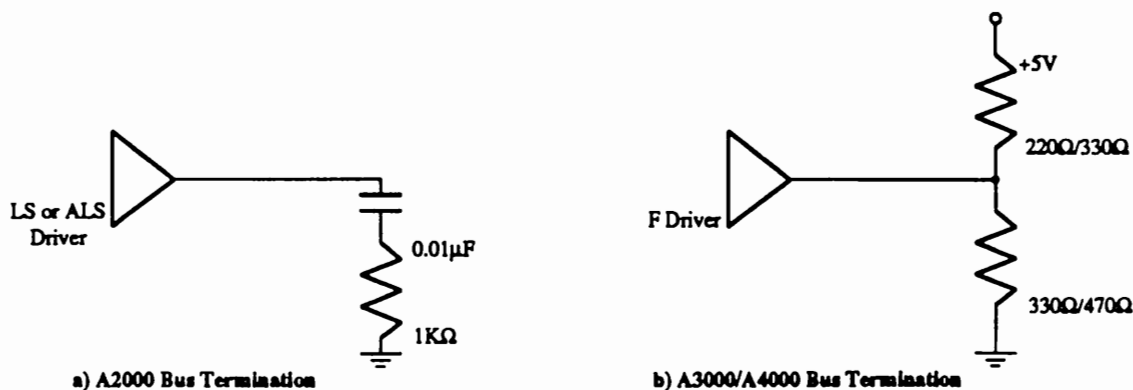 LS or ALS
Driver
0.01µF
1KΩ
a) A2000 Bus Termination
+5V
220Ω/330Ω
F Driver
330Ω/470Ω
b) A3000/A4000 Bus Termination